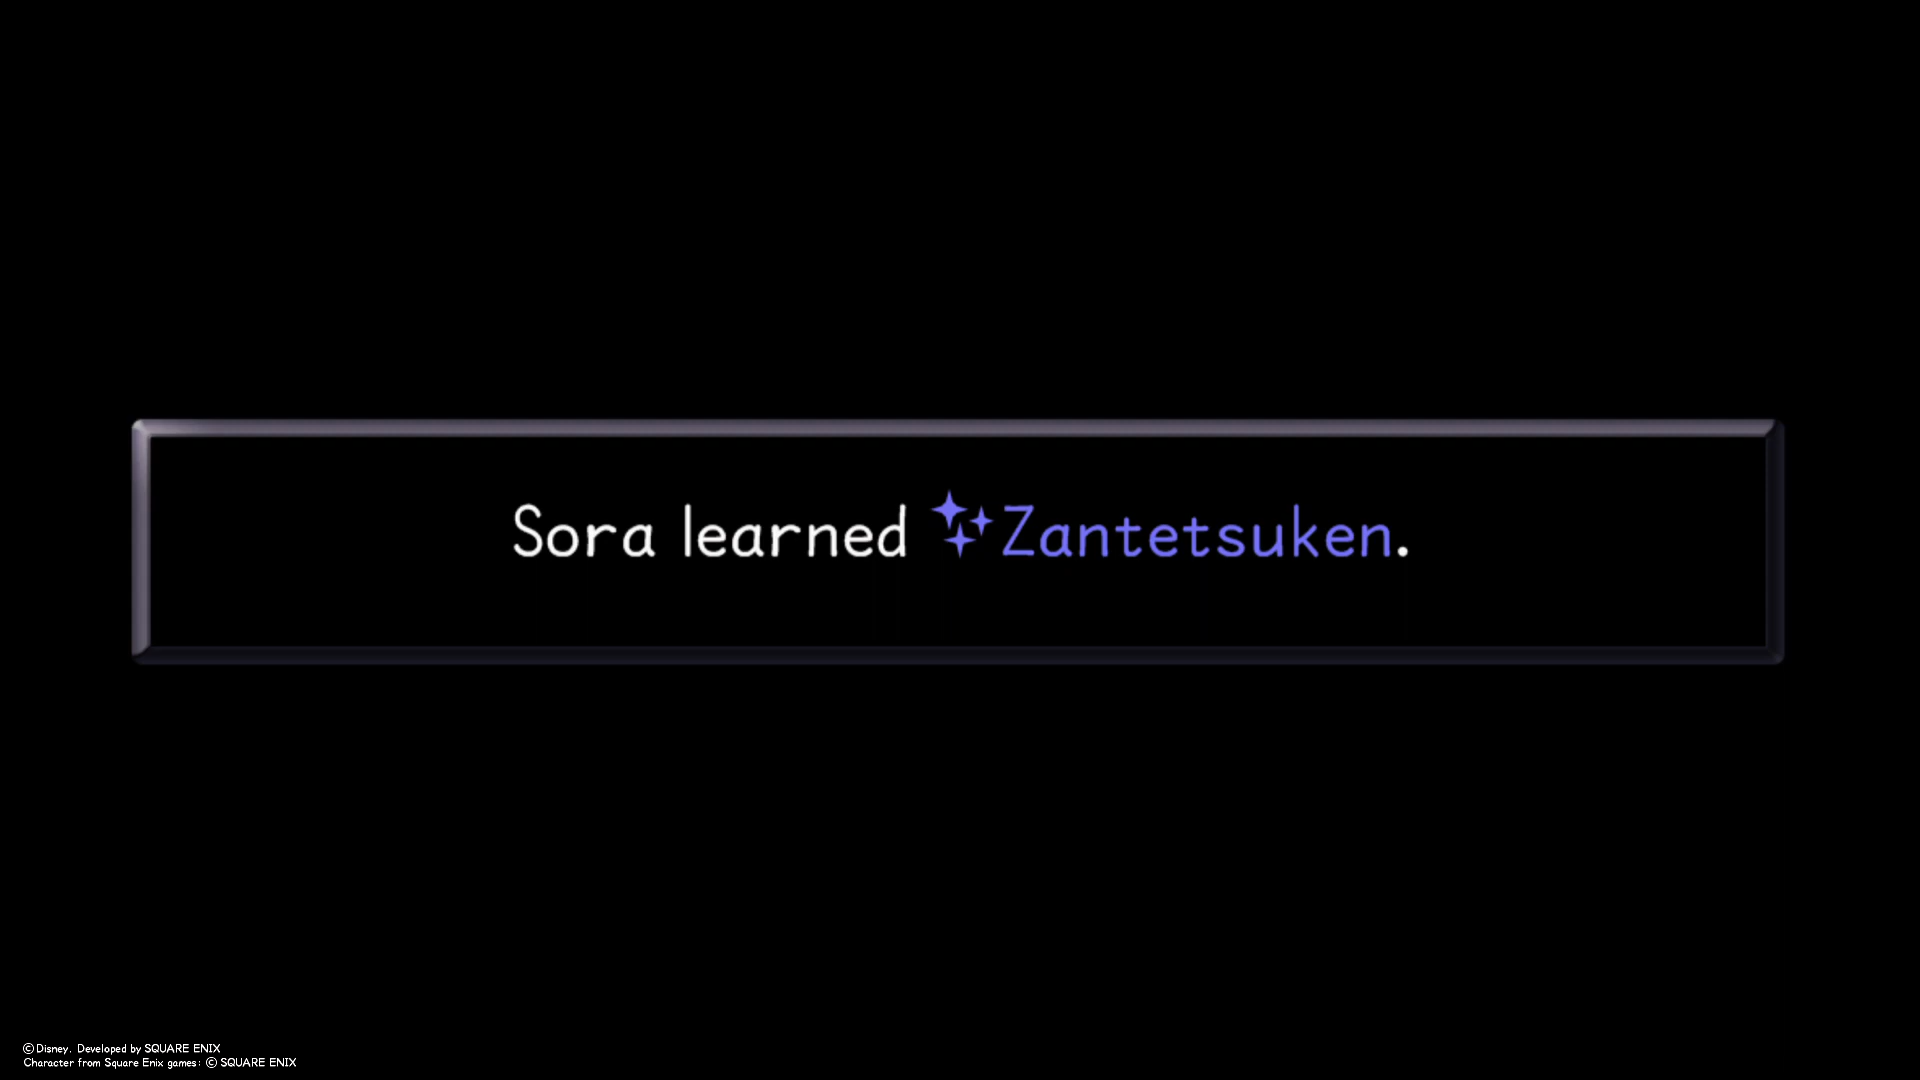 Sora learned Zantetsuken.
©Disney. Developed by SQUARE ENIX
Character from Square Enix games: © SQUARE ENIX